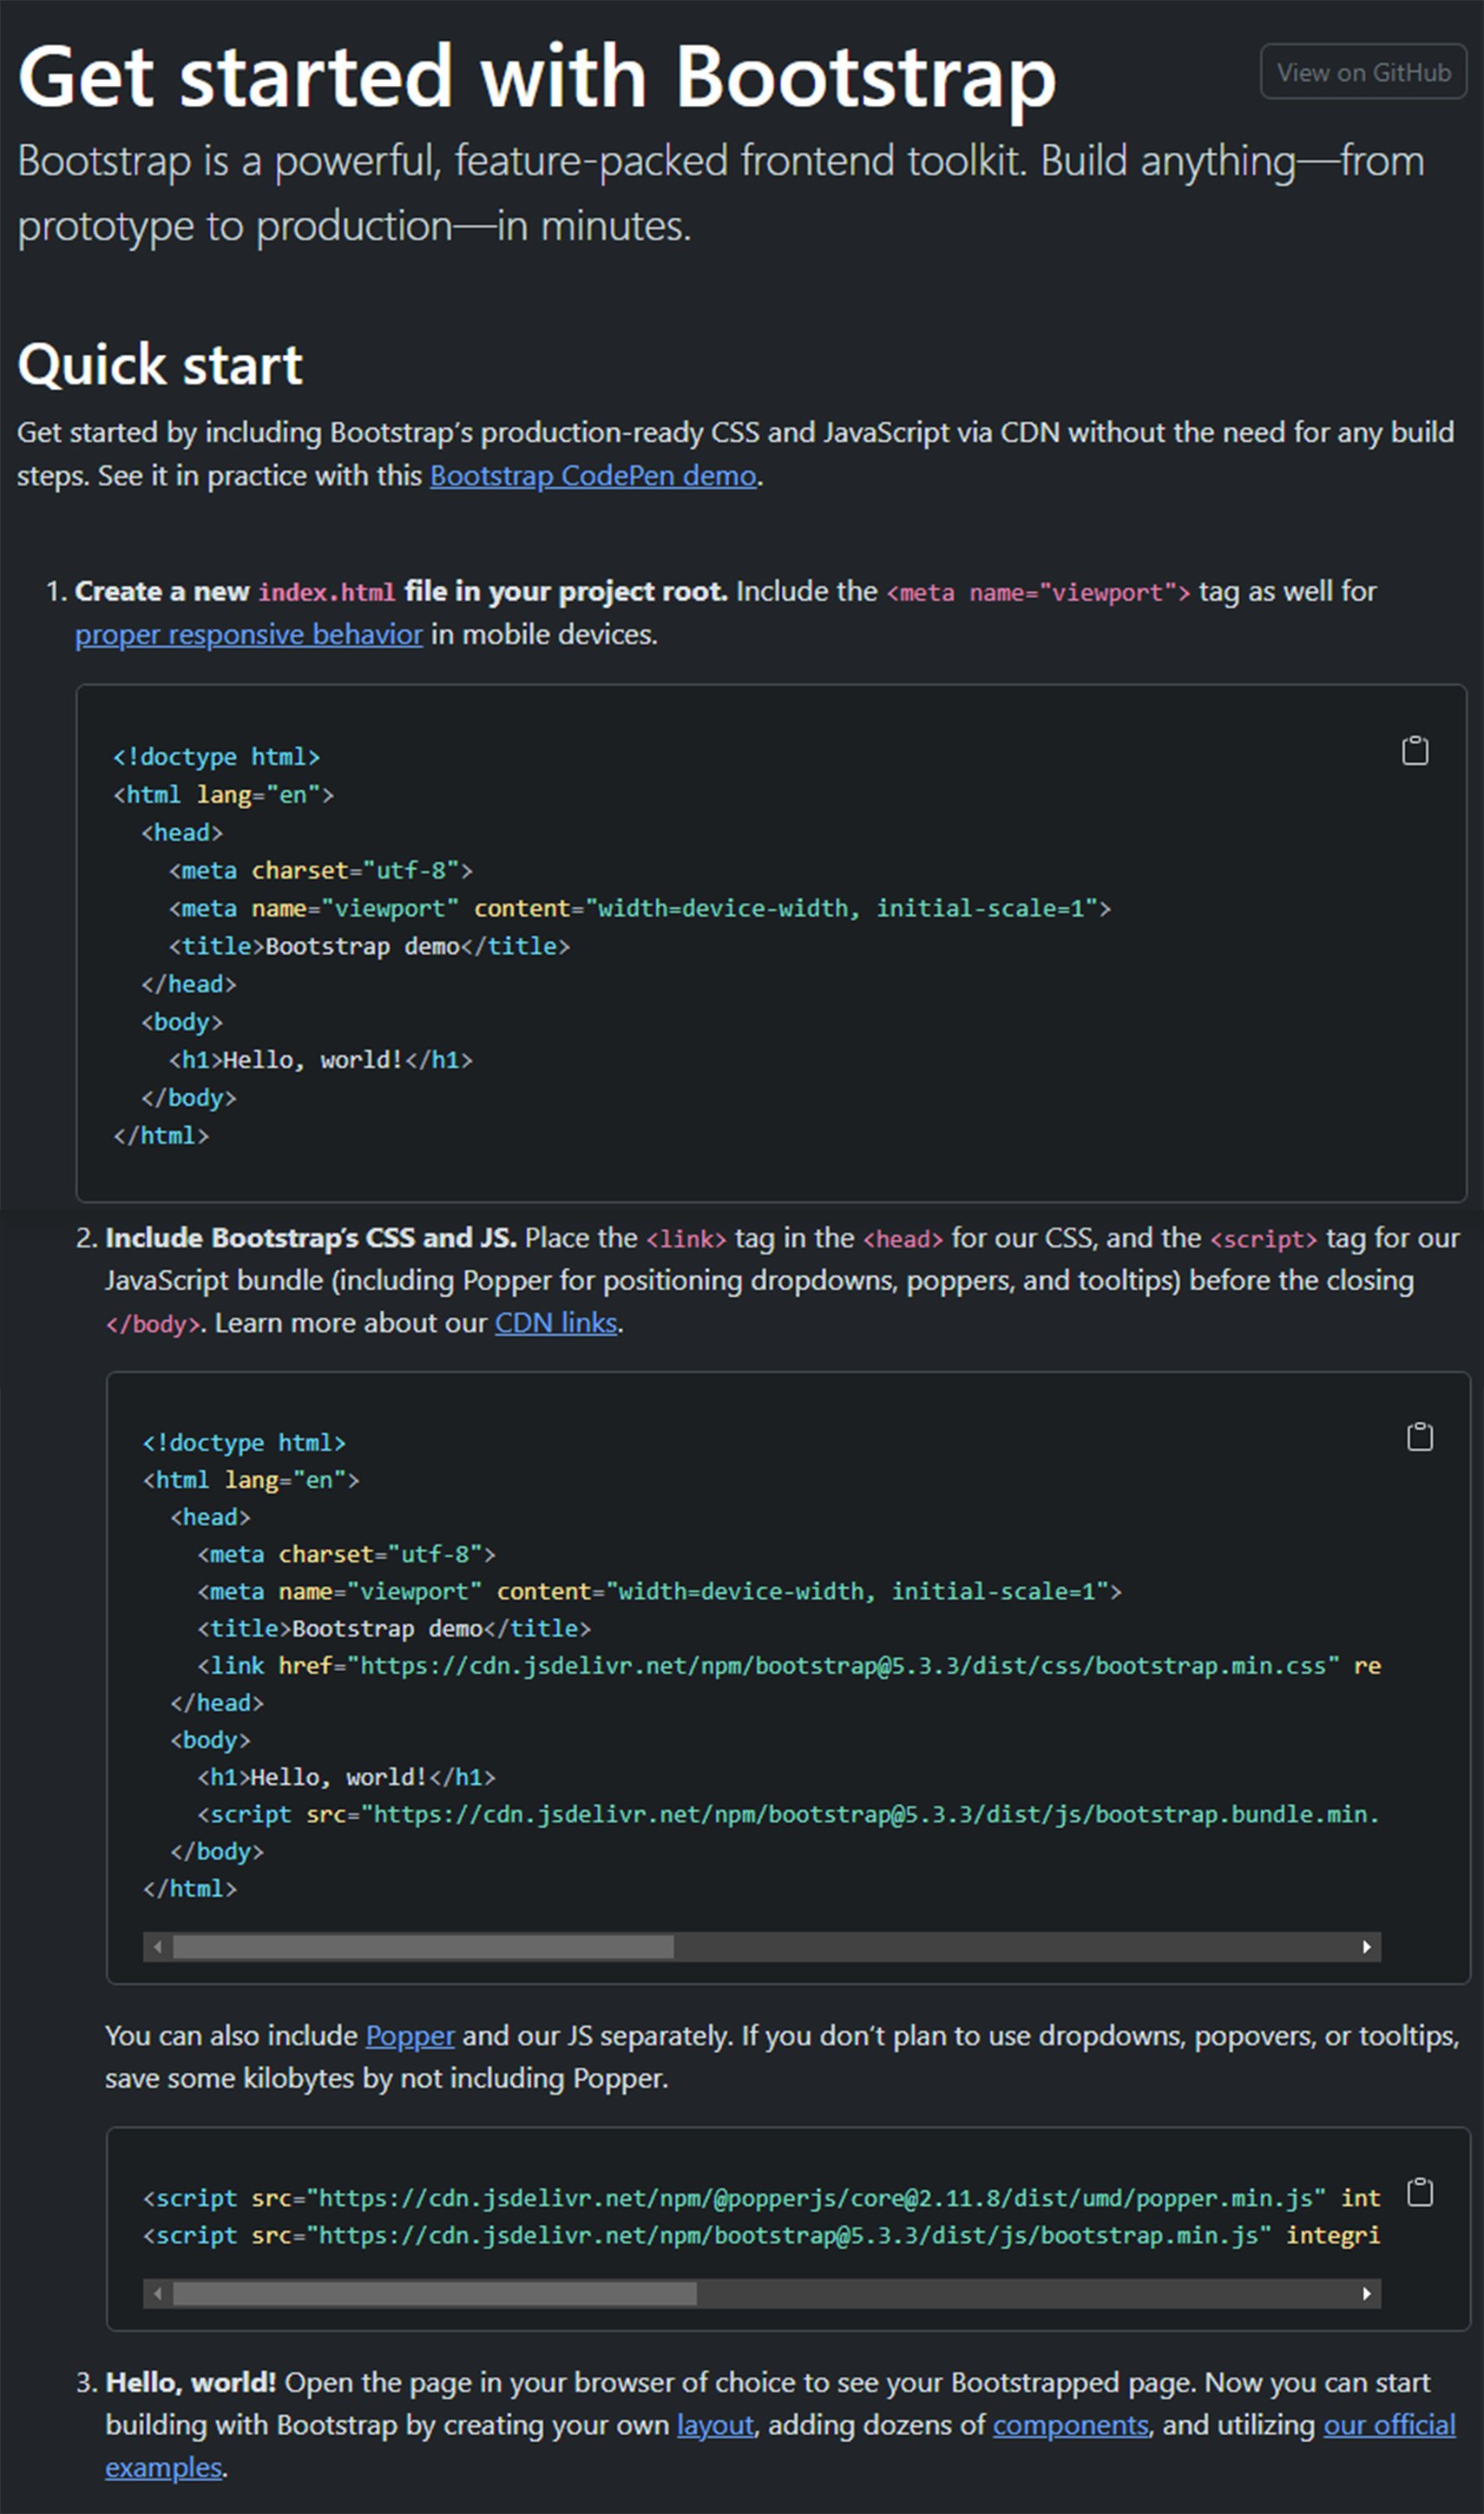 Get started with Bootstrap
View on GitHub
Bootstrap is a powerful, feature-packed frontend toolkit. Build anything—from
prototype to production—in minutes.
Quick start
Get started by including Bootstrap’s production-ready CSS and JavaScript via CDN without the need for any build
steps. See it in practice with this Bootstrap CodePen demo.
1. Create a new index.html file in your project root. Include the <meta name="viewport"> tag as well for
proper responsive behavior in mobile devices.
<!doctype html>
<html lang="en">
  <head>
    <meta charset="utf-8">
    <meta name="viewport" content="width=device-width, initial-scale=1">
    <title>Bootstrap demo</title>
  </head>
  <body>
    <h1>Hello, world!</h1>
  </body>
</html>
2. Include Bootstrap’s CSS and JS. Place the <link> tag in the <head> for our CSS, and the <script> tag for our
JavaScript bundle (including Popper for positioning dropdowns, poppers, and tooltips) before the closing
</body>. Learn more about our CDN links.
<!doctype html>
<html lang="en">
  <head>
    <meta charset="utf-8">
    <meta name="viewport" content="width=device-width, initial-scale=1">
    <title>Bootstrap demo</title>
    <link href="https://cdn.jsdelivr.net/npm/bootstrap@5.3.3/dist/css/bootstrap.min.css" re
  </head>
  <body>
    <h1>Hello, world!</h1>
    <script src="https://cdn.jsdelivr.net/npm/bootstrap@5.3.3/dist/js/bootstrap.bundle.min.
  </body>
</html>
You can also include Popper and our JS separately. If you don’t plan to use dropdowns, popovers, or tooltips,
save some kilobytes by not including Popper.
<script src="https://cdn.jsdelivr.net/npm/@popperjs/core@2.11.8/dist/umd/popper.min.js" int
<script src="https://cdn.jsdelivr.net/npm/bootstrap@5.3.3/dist/js/bootstrap.min.js" integri
3. Hello, world! Open the page in your browser of choice to see your Bootstrapped page. Now you can start
building with Bootstrap by creating your own layout, adding dozens of components, and utilizing our official
examples.